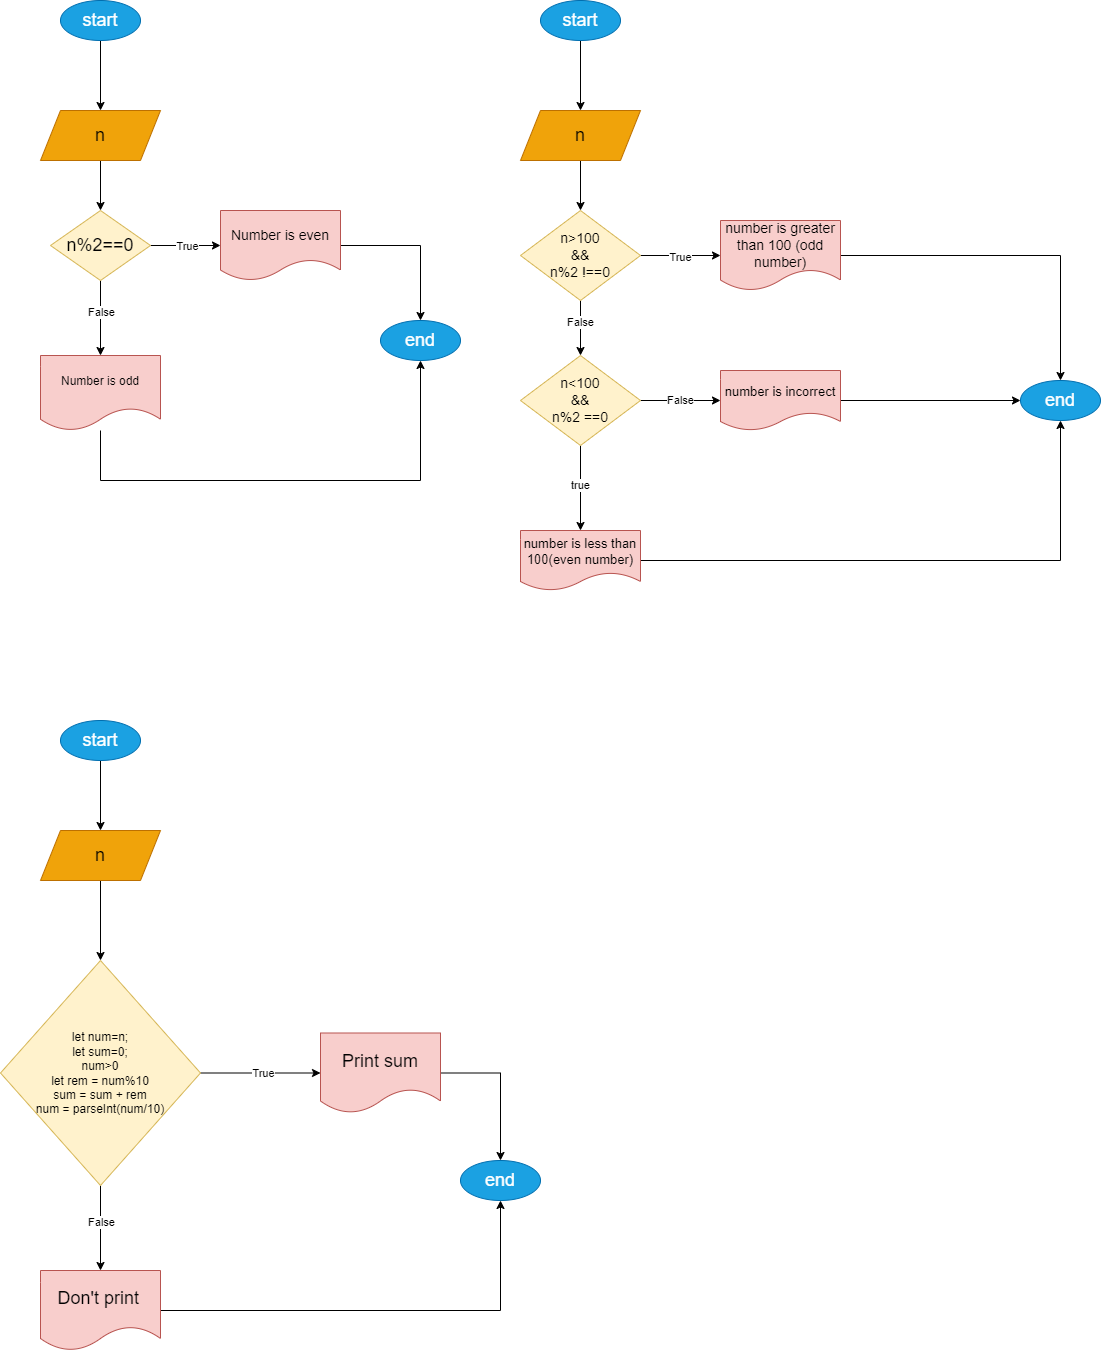 start
n
n%2==0
True
Number is even
False
Number is odd
end
start
n
n>100
&&
n%2 !==0
True
number is greater
than 100 (odd
number)
False
n<100
&&
n%2 ==0
False
number is incorrect
end
true
number is less than
100(even number)
start
n
let num=n;
let sum=0;
num>0
let rem = num%10
sum = sum + rem
num = parseInt(num/10)
True
Print sum
end
False
Don't print